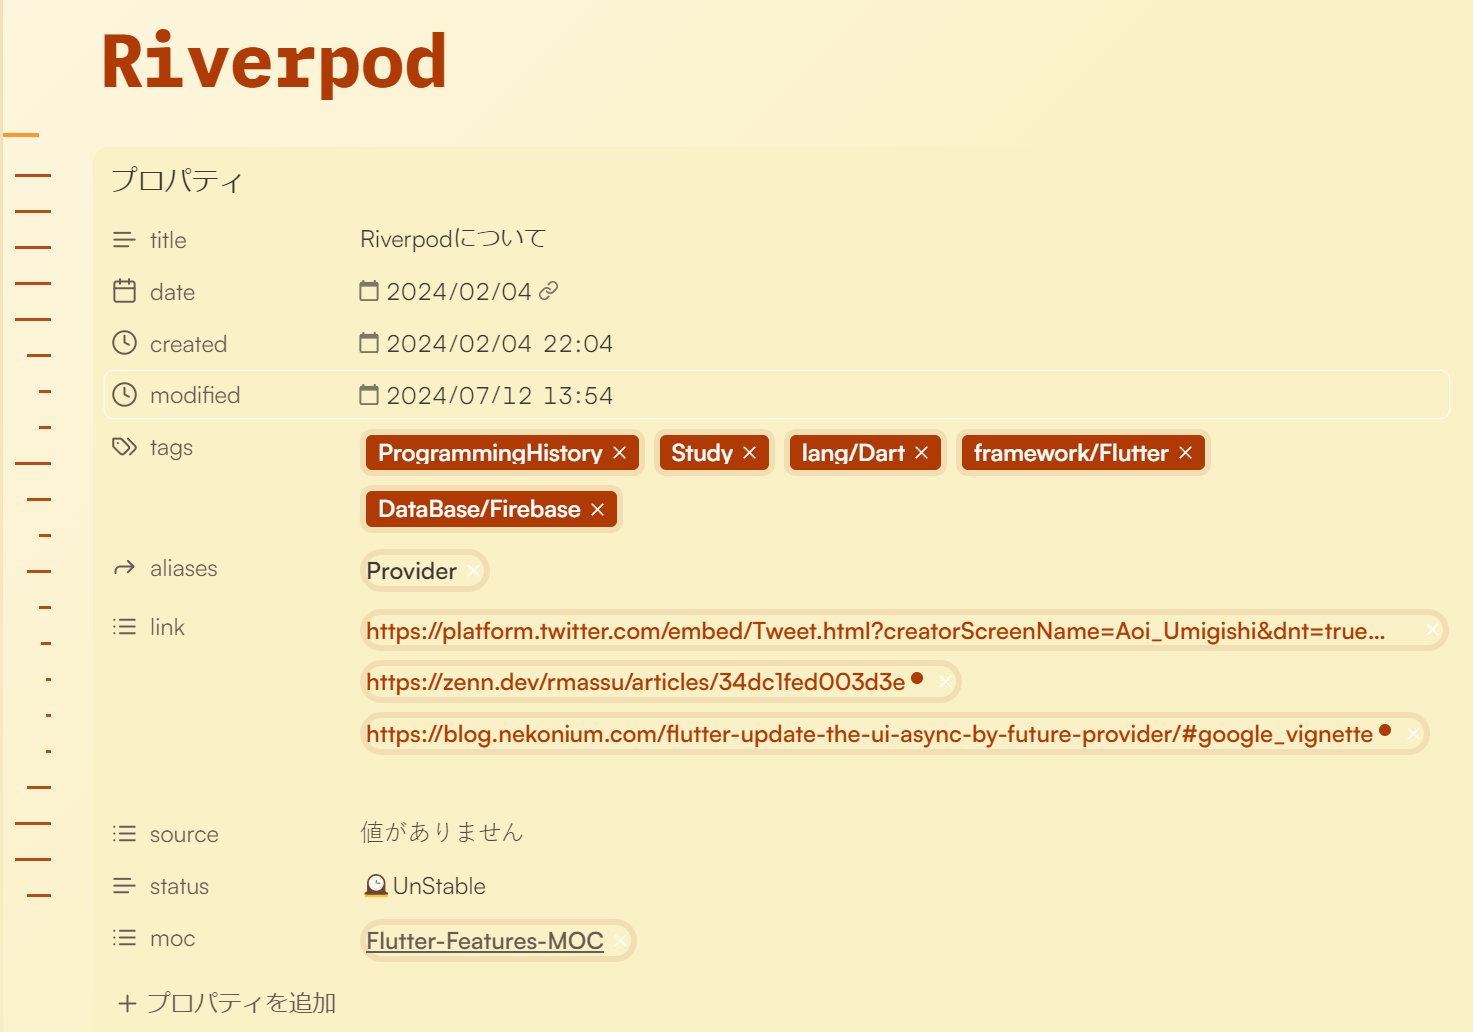 Riverpod
プロパティ
title Riverpodについて
date 2024/02/04
created 2024/02/04 22:04
modified 2024/07/12 13:54
tags ProgrammingHistory × Study × lang/Dart × framework/Flutter ×
DataBase/Firebase ×
aliases Provider ×
link https://platform.twitter.com/embed/Tweet.html?creatorScreenName=Aoi_Umigishi&dnt=true... ×
https://zenn.dev/rmassu/articles/34dc1fed003d3e ×
https://blog.nekonium.com/flutter-update-the-ui-async-by-future-provider/#google_vignette ×
source 値がありません
status 🕰️UnStable
moc Flutter-Features-MOC ×
+ プロパティを追加